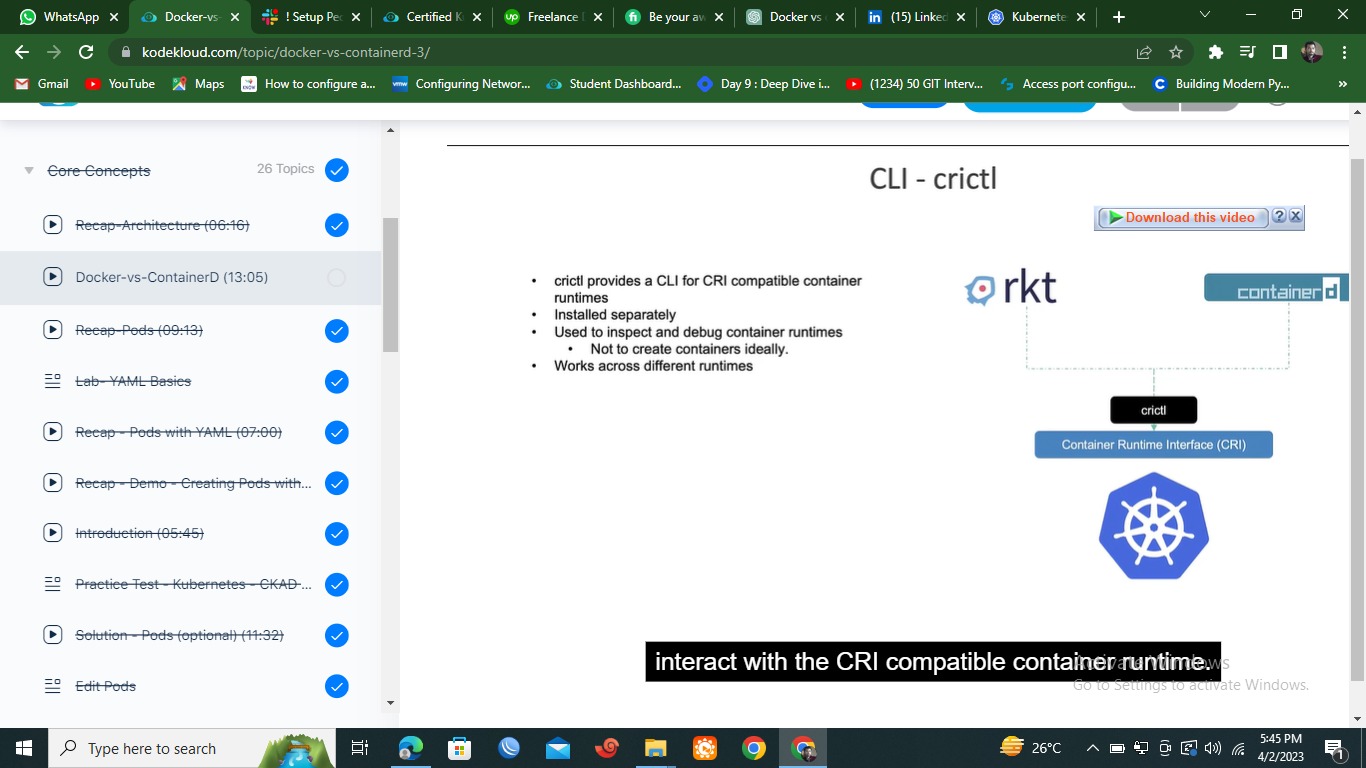 WhatsApp
Docker-vs-
! Setup Pe
Certified K
Freelance
Be your a
Docker vs
(15) Linked
Kubernete
kodekloud.com/topic/docker-vs-containerd-3/
Gmail
YouTube
Maps
How to configure a...
Configuring Networ...
Student Dashboard...
Day 9 : Deep Dive i...
(1234) 50 GIT Interv...
Access port configu...
Building Modern Py...
Core Concepts
26 Topics
Recap-Architecture (06:16)
Docker-vs-ContainerD (13:05)
Recap-Pods (09:13)
Lab- YAML Basics
Recap - Pods with YAML (07:00)
Recap - Demo - Creating Pods with...
Introduction (05:45)
Practice Test - Kubernetes - CKAD ...
Solution - Pods (optional) (11:32)
Edit Pods
CLI - crictl
Download this video
crictl provides a CLI for CRI compatible container
runtimes
Installed separately
Used to inspect and debug container runtimes
Not to create containers ideally.
Works across different runtimes
rkt
containerd
crictl
Container Runtime Interface (CRI)
interact with the CRI compatible container runtime.
Activate Windows
Go to Settings to activate Windows.
Type here to search
26°C
5:45 PM
4/2/2023
1